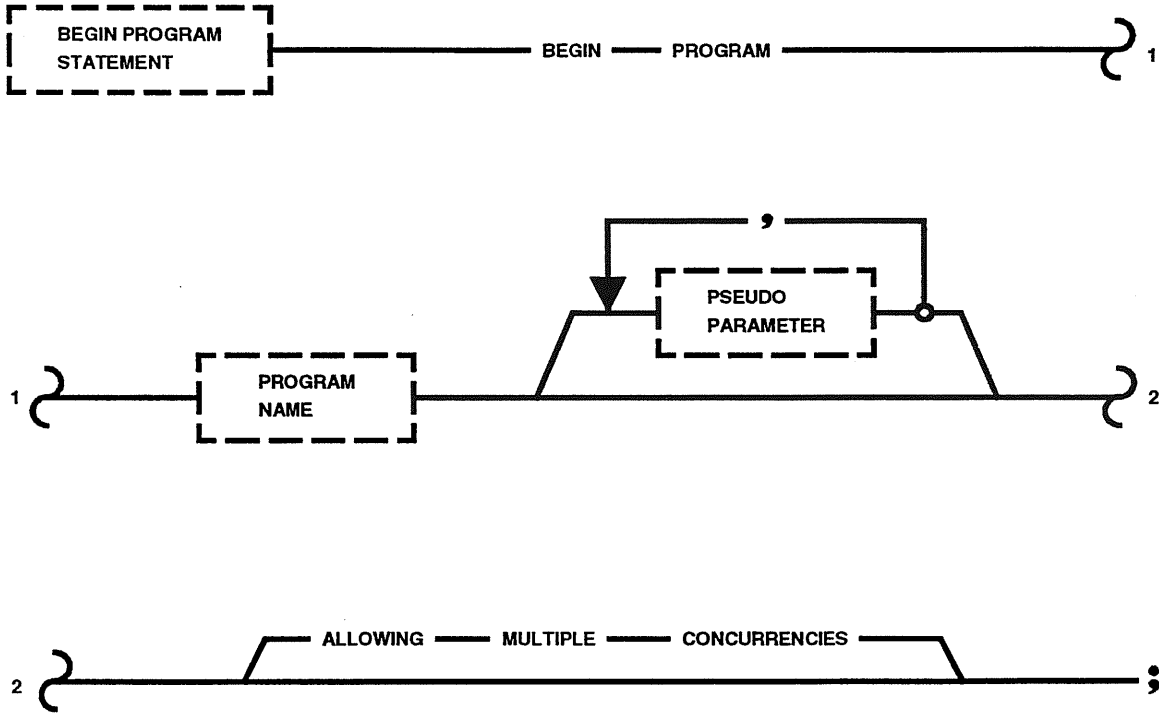 BEGIN PROGRAM
STATEMENT
BEGIN PROGRAM
1
,
PSEUDO
PARAMETER
1
PROGRAM
NAME
2
ALLOWING MULTIPLE CONCURRENCIES
2
;